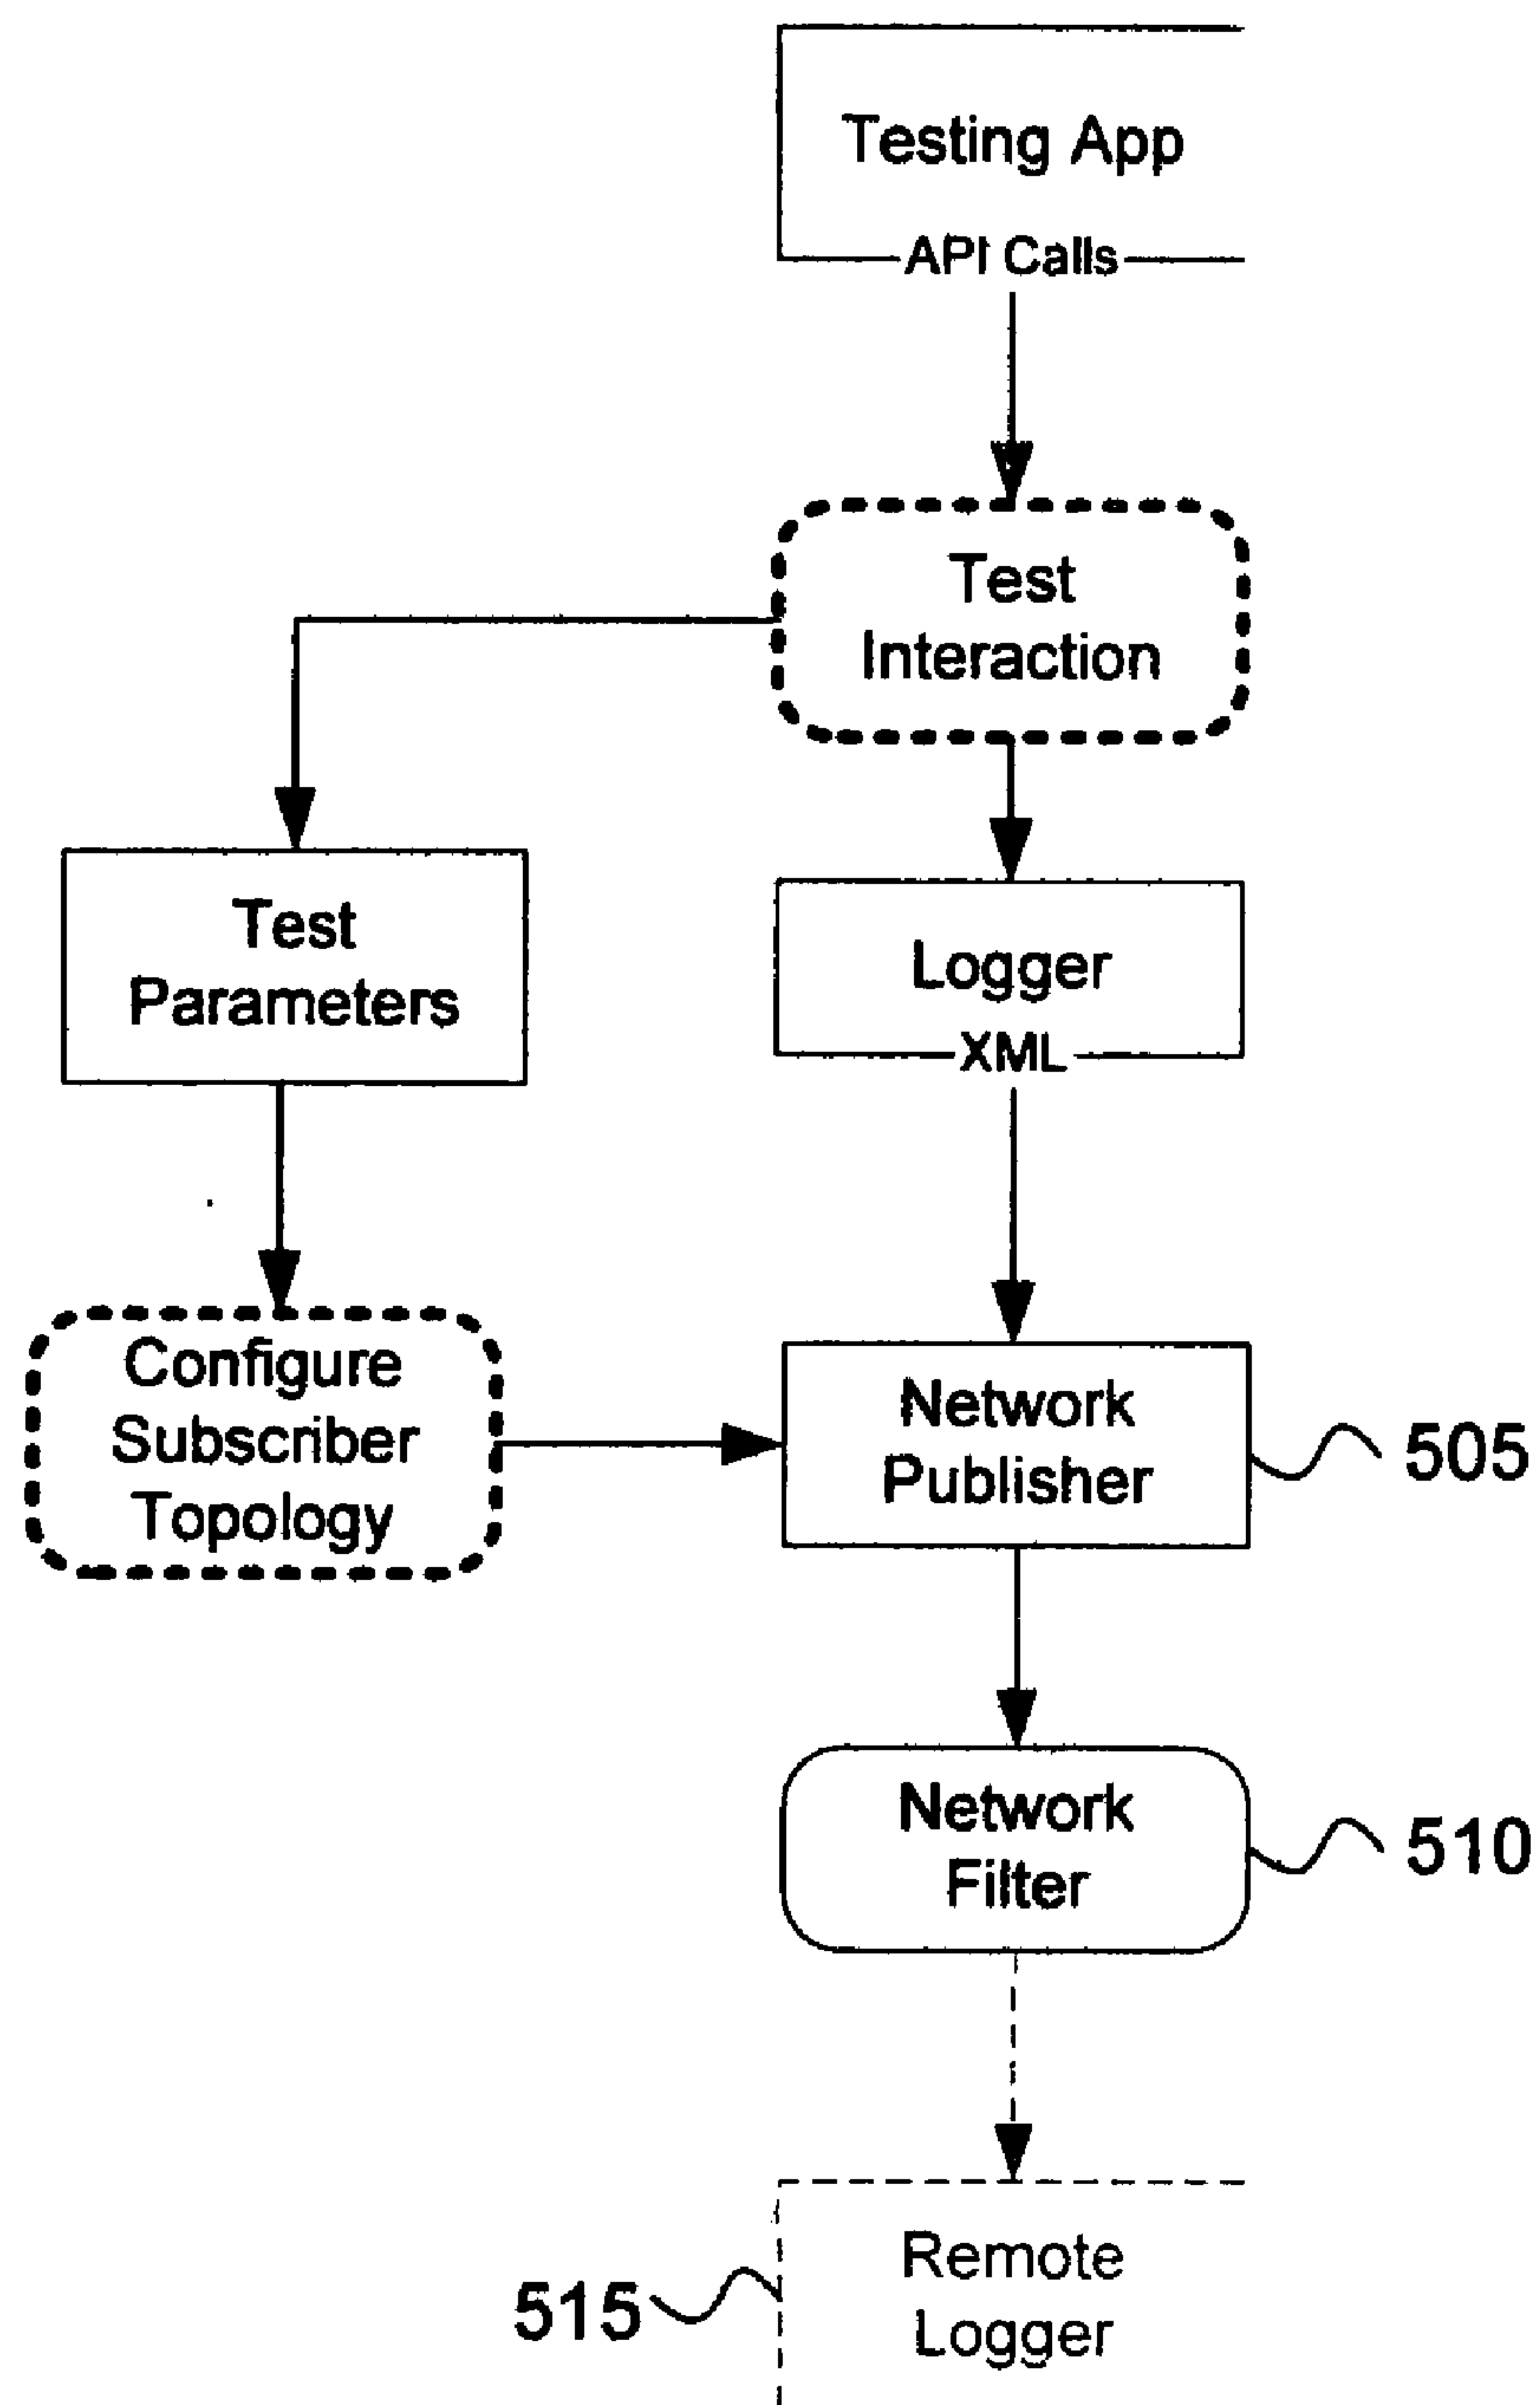 Testing App
API Calls
Test
Interaction
Test
Parameters
Logger
XML
Configure
Subscriber
Topology
Network
Publisher
505
Network
Filter
510
Remote
Logger
515